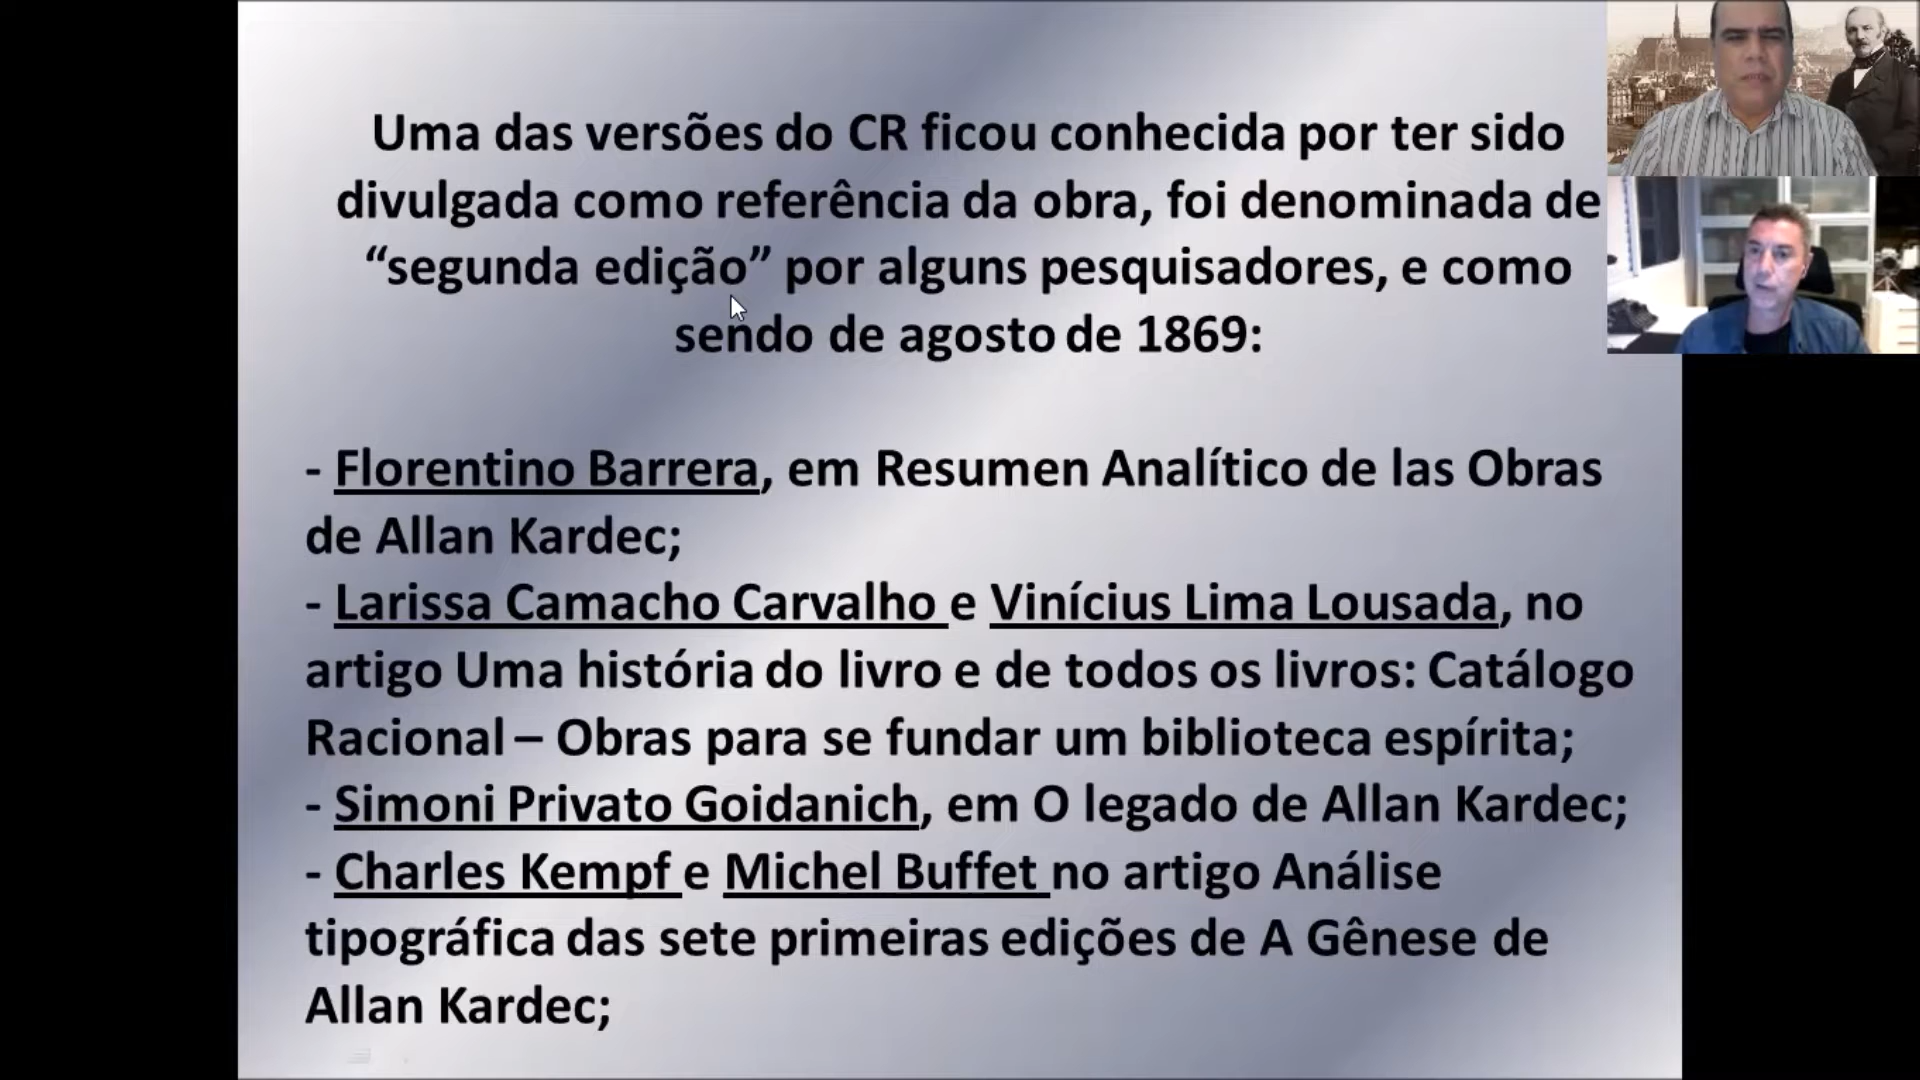 Uma das versões do CR ficou conhecida por ter sido
divulgada como referência da obra, foi denominada de
“segunda edição” por alguns pesquisadores, e como
sendo de agosto de 1869:
- Florentino Barrera, em Resumen Analítico de las Obras
de Allan Kardec;
- Larissa Camacho Carvalho e Vinícius Lima Lousada, no
artigo Uma história do livro e de todos os livros: Catálogo
Racional – Obras para se fundar um biblioteca espírita;
- Simoni Privato Goidanich, em O legado de Allan Kardec;
- Charles Kempf e Michel Buffet no artigo Análise
tipográfica das sete primeiras edições de A Gênese de
Allan Kardec;